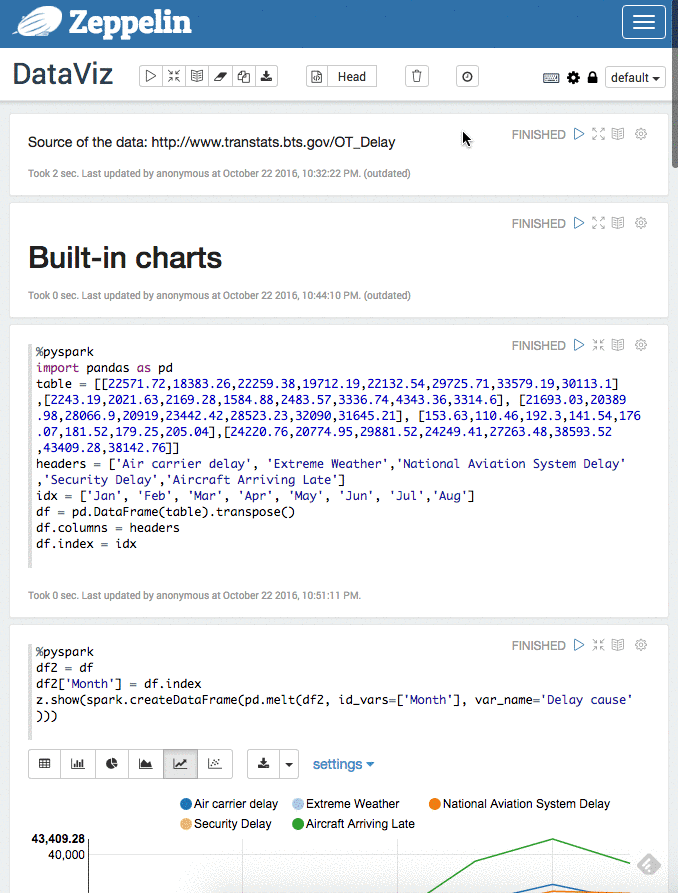 Zeppelin
DataViz
Head
default
FINISHED
Source of the data: http://www.transtats.bts.gov/OT_Delay
Took 2 sec. Last updated by anonymous at October 22 2016, 10:32:22 PM. (outdated)
FINISHED
Built-in charts
Took 0 sec. Last updated by anonymous at October 22 2016, 10:44:10 PM. (outdated)
FINISHED
%pyspark
import pandas as pd
table = [[22571.72,18383.26,22259.38,19712.19,22132.54,29725.71,33579.19,30113.1]
,[2243.19,2021.63,2169.28,1584.88,2483.57,3336.74,4343.36,3314.6], [21693.03,20389
.98,28066.9,20919,23442.42,28523.23,32090,31645.21], [153.63,110.46,192.3,141.54,176
.07,181.52,179.25,205.04],[24220.76,20774.95,29881.52,24249.41,27263.48,38593.52
,43409.28,38142.76]]
headers = ['Air carrier delay', 'Extreme Weather','National Aviation System Delay'
,'Security Delay','Aircraft Arriving Late']
idx = ['Jan', 'Feb', 'Mar', 'Apr', 'May', 'Jun', 'Jul','Aug']
df = pd.DataFrame(table).transpose()
df.columns = headers
df.index = idx
Took 0 sec. Last updated by anonymous at October 22 2016, 10:51:11 PM.
FINISHED
%pyspark
df2 = df
df2['Month'] = df.index
z.show(spark.createDataFrame(pd.melt(df2, id_vars=['Month'], var_name='Delay cause'
)))
settings
Air carrier delay Extreme Weather National Aviation System Delay
Security Delay Aircraft Arriving Late
43,409.28
40,000